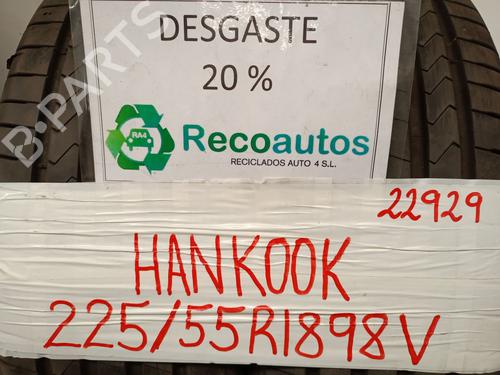 DESGASTE
20 %
RA4
Recoautos
RECICLADOS AUTO 4 S.L.
B-PARTS
22929
HANKOOK
225/55R1898V